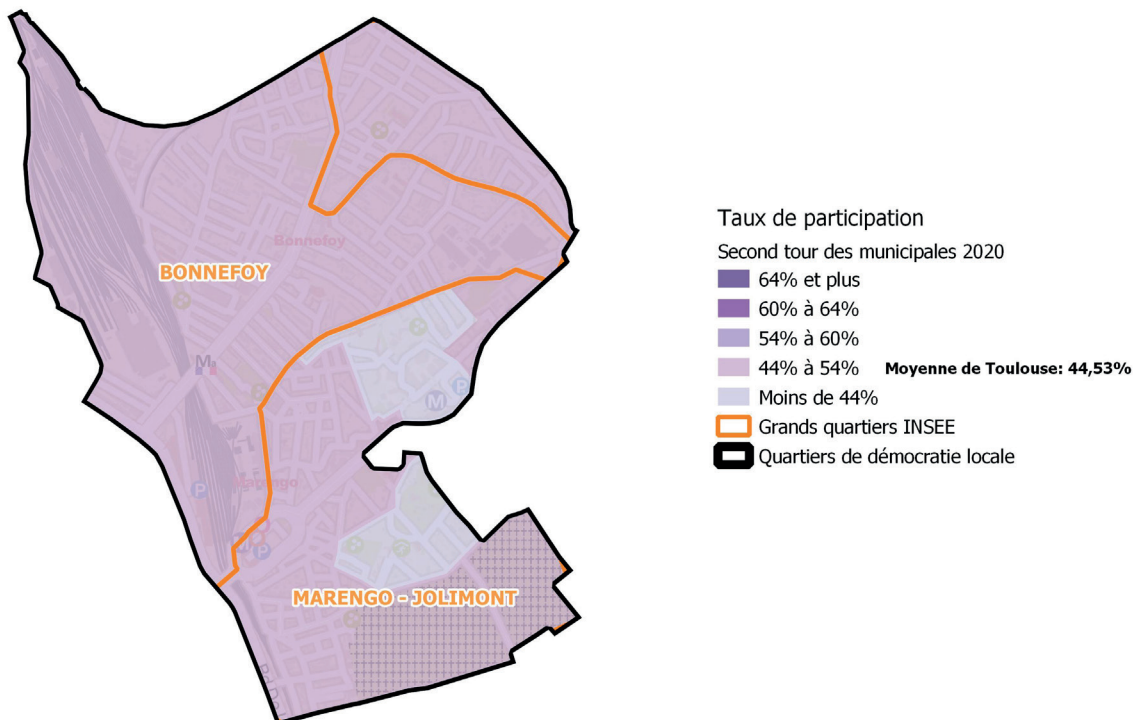 Bonnefoy
BONNEFOY
M
M
P
Marengo
P
P
MARENGO - JOLIMONT
Taux de participation
Second tour des municipales 2020
64% et plus
60% à 64%
54% à 60%
44% à 54% Moyenne de Toulouse: 44,53%
Moins de 44%
Grands quartiers INSEE
Quartiers de démocratie locale